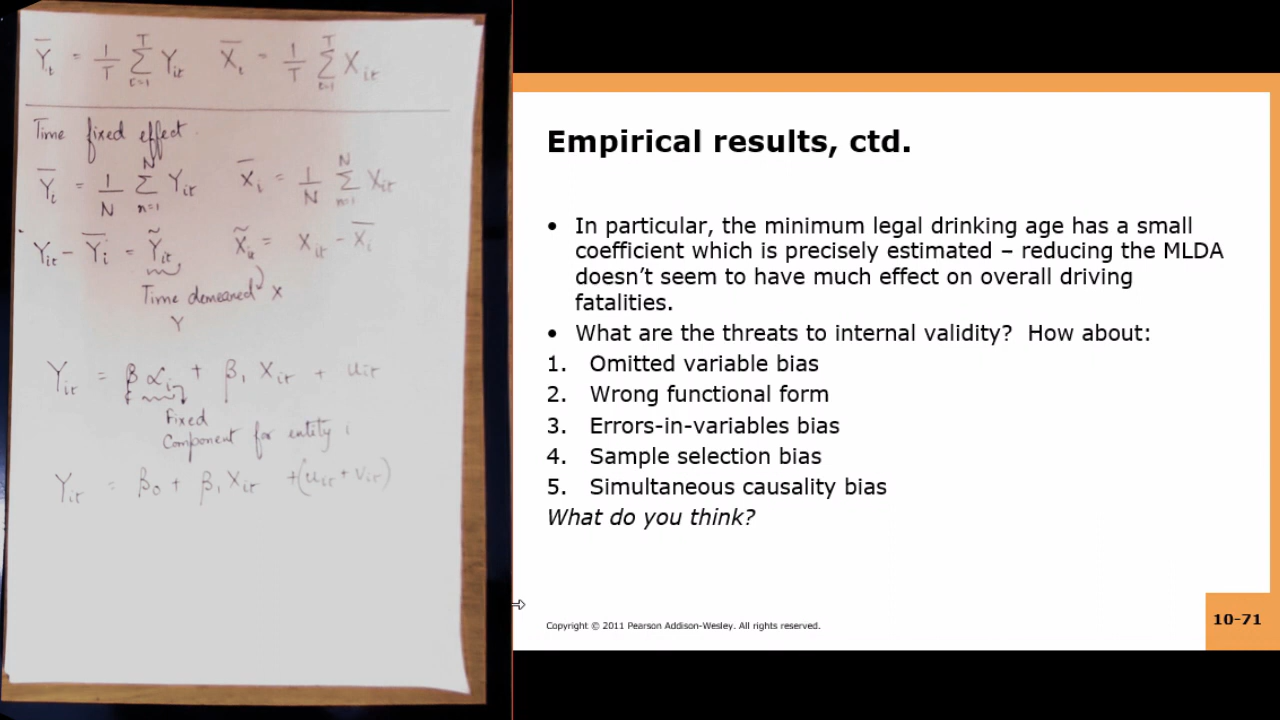 Ȳ_t = 1/T Σ_{t=1}^{T} Y_it   X̄_t = 1/T Σ_{t=1}^{T} X_it
Time fixed effect.
Ȳ_t = 1/N Σ_{n=1}^{N} Y_it   X̄_i = 1/N Σ_{n=1}^{N} X_it
Y_it - Ȳ_i = Ỹ_it   X̃_it = X_it - X̄_i
Time demeaned X
Y
Y_it = β α_i + β_1 X_it + u_it
Fixed
Component for entity i
Y_it = β_0 + β_1 X_it + (u_it + v_it)
Empirical results, ctd.
• In particular, the minimum legal drinking age has a small
coefficient which is precisely estimated – reducing the MLDA
doesn't seem to have much effect on overall driving
fatalities.
• What are the threats to internal validity? How about:
1. Omitted variable bias
2. Wrong functional form
3. Errors-in-variables bias
4. Sample selection bias
5. Simultaneous causality bias
What do you think?
Copyright © 2011 Pearson Addison-Wesley. All rights reserved.
10-71